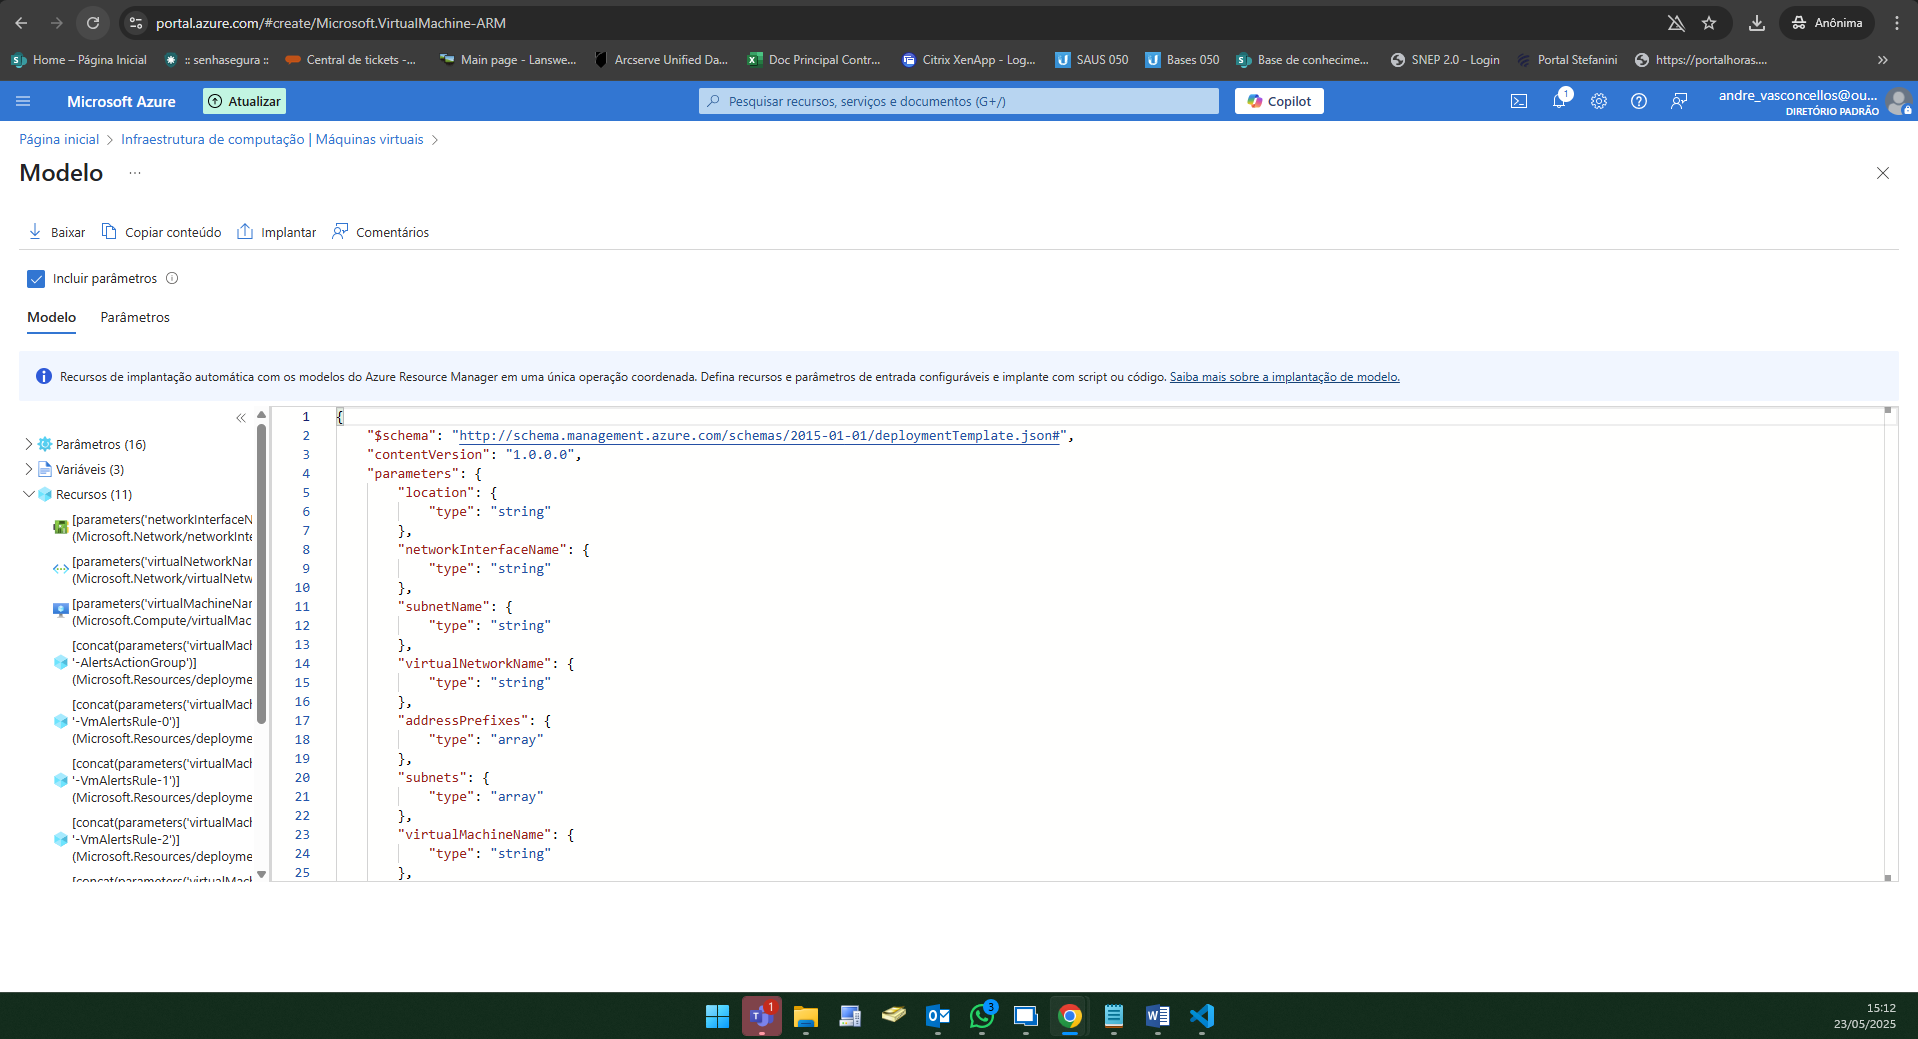 portal.azure.com/#create/Microsoft.VirtualMachine-ARM
Anônima
Home – Página Inicial
:: senhasegura ::
Central de tickets -...
Main page - Lanswe...
Arcserve Unified Da...
Doc Principal Contr...
Citrix XenApp - Log...
SAUS 050
Bases 050
Base de conhecime...
SNEP 2.0 - Login
Portal Stefanini
https://portalhoras....
Microsoft Azure
Atualizar
Pesquisar recursos, serviços e documentos (G+/)
Copilot
1
andre_vasconcellos@ou...
DIRETÓRIO PADRÃO
Página inicial
Infraestrutura de computação | Máquinas virtuais
Modelo
Baixar
Copiar conteúdo
Implantar
Comentários
Incluir parâmetros
Modelo
Parâmetros
Recursos de implantação automática com os modelos do Azure Resource Manager em uma única operação coordenada. Defina recursos e parâmetros de entrada configuráveis e implante com script ou código. Saiba mais sobre a implantação de modelo.
Parâmetros (16)
Variáveis (3)
Recursos (11)
[parameters('networkInterfaceN
(Microsoft.Network/networkInte
[parameters('virtualNetworkNar
(Microsoft.Network/virtualNetw
[parameters('virtualMachineNar
(Microsoft.Compute/virtualMac
[concat(parameters('virtualMacl
'-AlertsActionGroup')]
(Microsoft.Resources/deployme
[concat(parameters('virtualMacl
'-VmAlertsRule-0')]
(Microsoft.Resources/deployme
[concat(parameters('virtualMacl
'-VmAlertsRule-1')]
(Microsoft.Resources/deployme
[concat(parameters('virtualMacl
'-VmAlertsRule-2')]
(Microsoft.Resources/deployme
[concat(parameters('virtualMacl
1 {
2 "$schema": "http://schema.management.azure.com/schemas/2015-01-01/deploymentTemplate.json#",
3 "contentVersion": "1.0.0.0",
4 "parameters": {
5 "location": {
6 "type": "string"
7 },
8 "networkInterfaceName": {
9 "type": "string"
10 },
11 "subnetName": {
12 "type": "string"
13 },
14 "virtualNetworkName": {
15 "type": "string"
16 },
17 "addressPrefixes": {
18 "type": "array"
19 },
20 "subnets": {
21 "type": "array"
22 },
23 "virtualMachineName": {
24 "type": "string"
25 },
1
3
15:12
23/05/2025